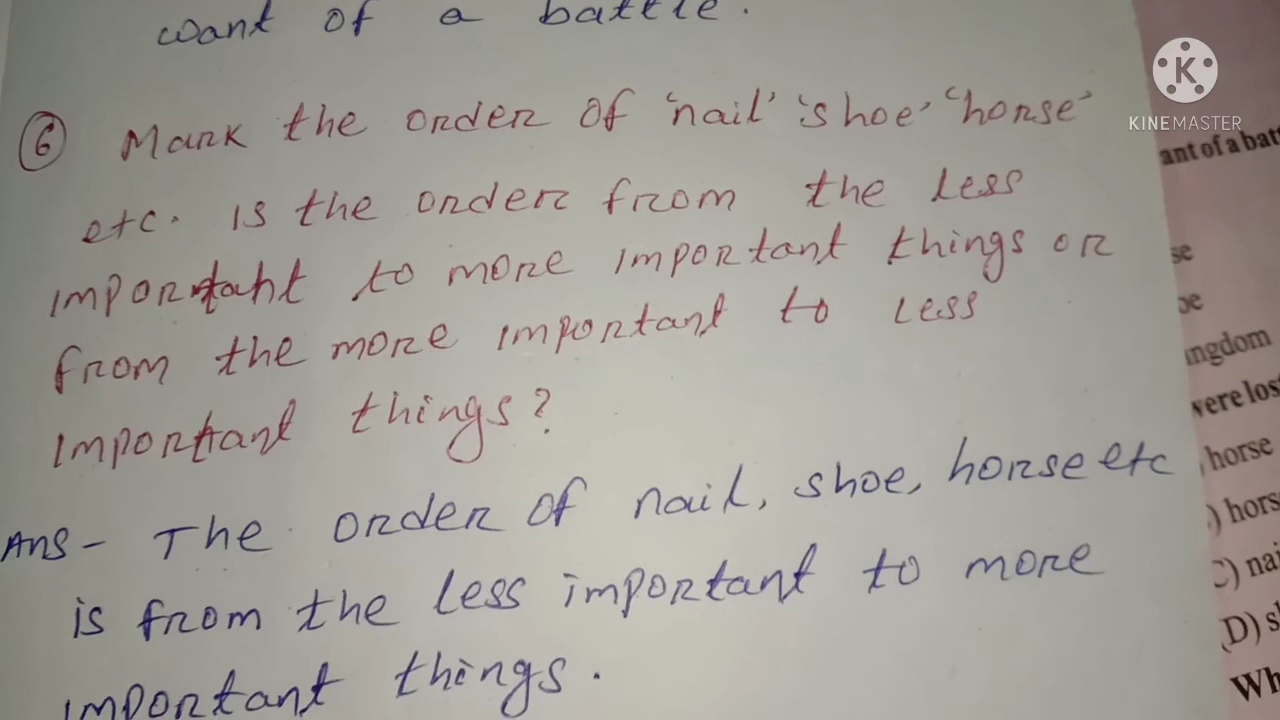 want of a battle.
⑥ Mark the order of 'nail' 'shoe' 'horse'
etc. is the order from the less
important to more important things or
from the more important to less
important things?
Ans - The order of nail, shoe, horse etc
is from the less important to more
important things.
KINEMASTER
ant of a bat
se
oe
ingdom
were los
, horse
) hors
C) nai
(D) s
Wh